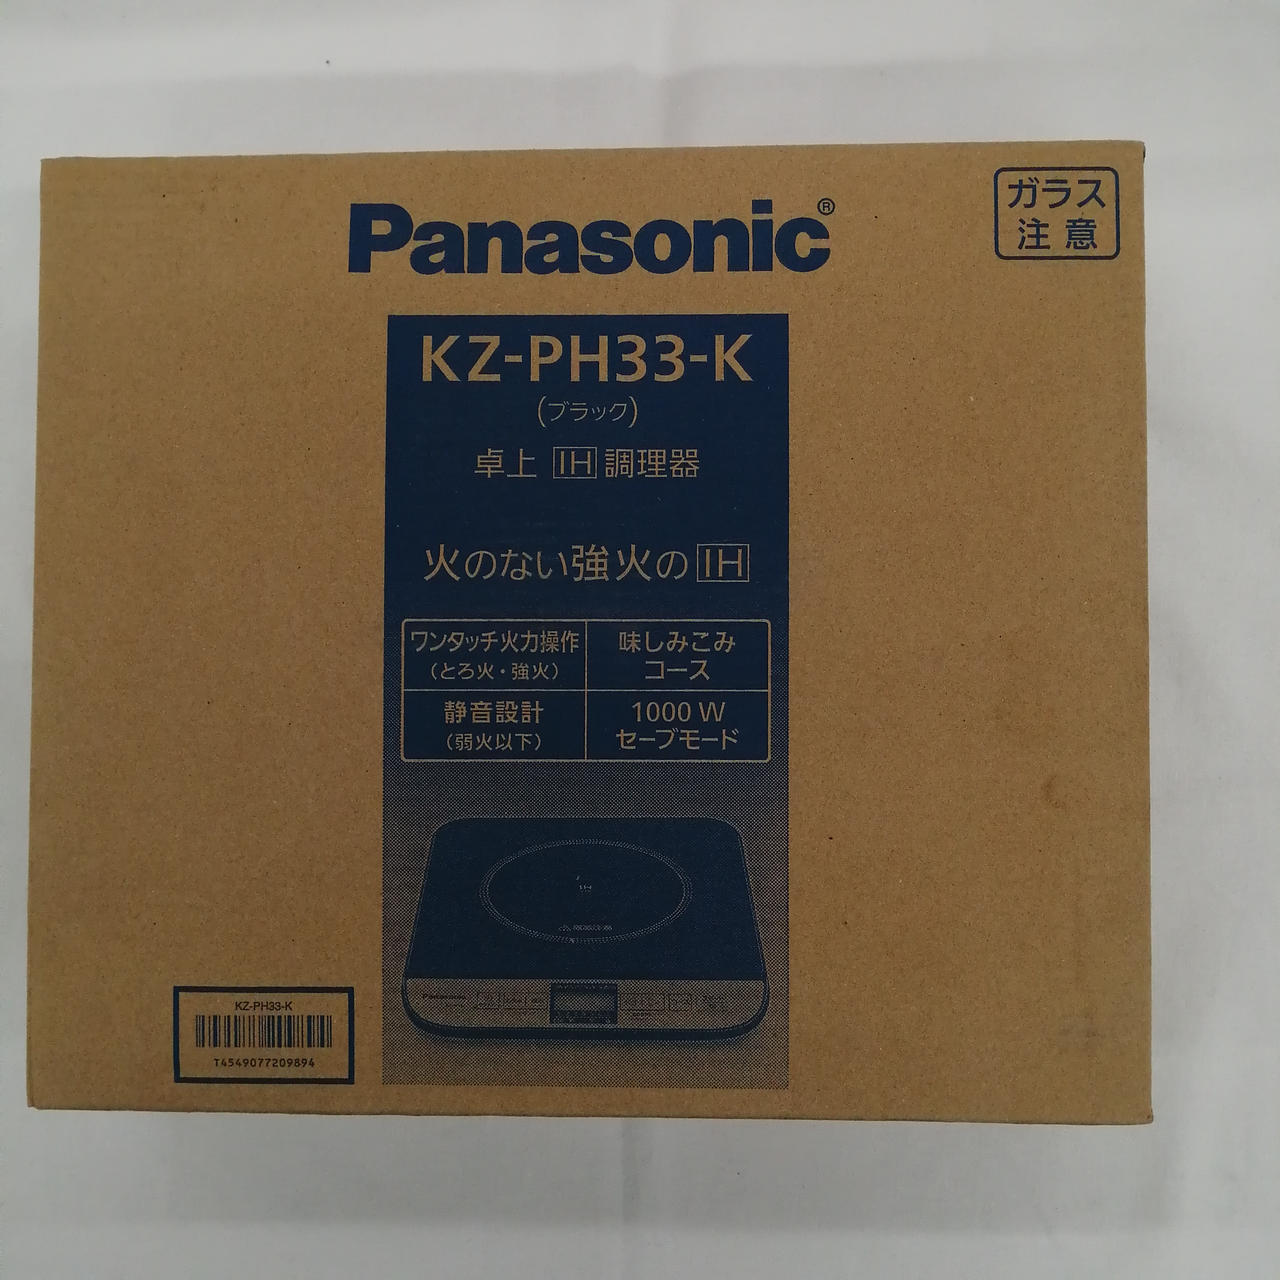 Panasonic®
ガラス
注意
KZ-PH33-K
(ブラック)
卓上 IH 調理器
火のない強火の IH
ワンタッチ火力操作
(とろ火・強火)
味しみこみ
コース
静音設計
(弱火以下)
1000 W
セーブモード
IH
Panasonic
KZ-PH33-K
T4549077209894